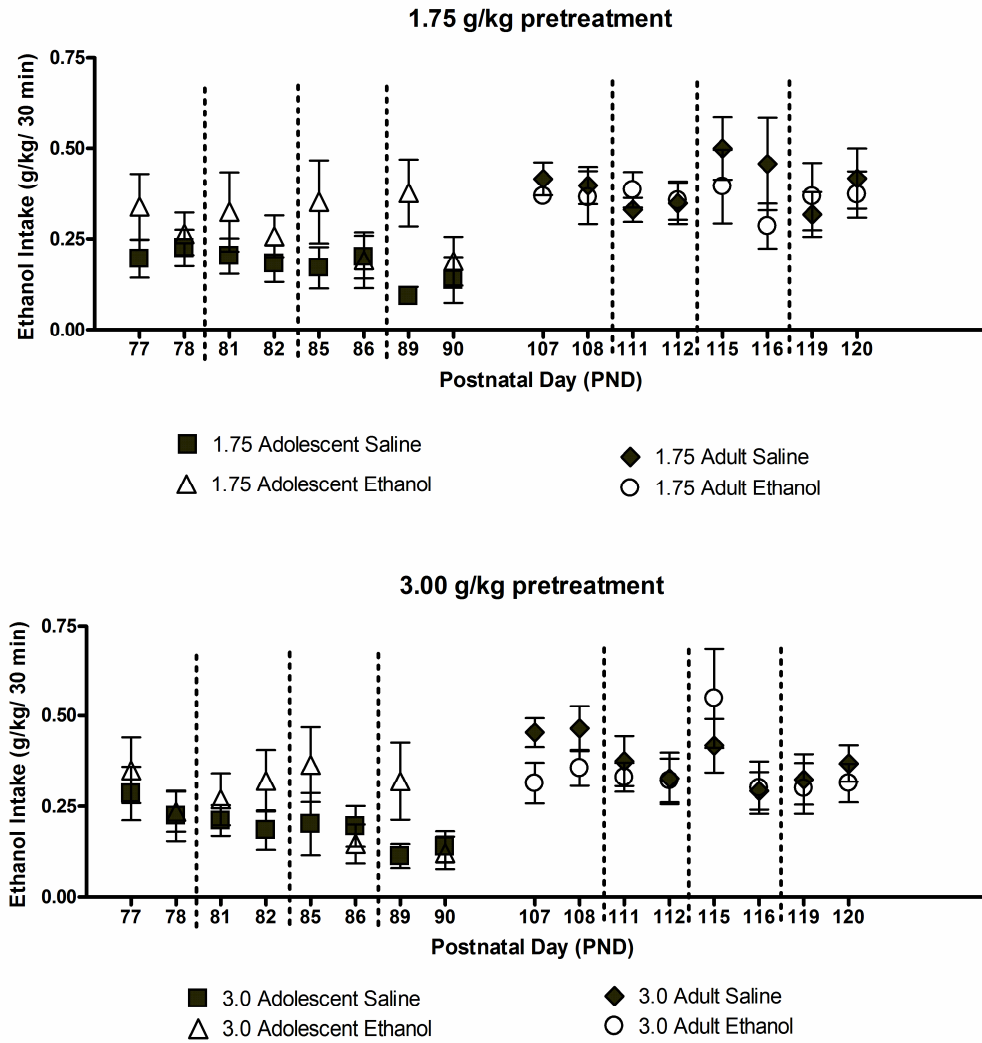 1.75 g/kg pretreatment
Ethanol Intake (g/kg/ 30 min)
0.75
0.50
0.25
0.00
77 78 81 82 85 86 89 90 107 108 111 112 115 116 119 120
Postnatal Day (PND)
1.75 Adolescent Saline
1.75 Adolescent Ethanol
1.75 Adult Saline
1.75 Adult Ethanol
3.00 g/kg pretreatment
Ethanol Intake (g/kg/ 30 min)
0.75
0.50
0.25
0.00
77 78 81 82 85 86 89 90 107 108 111 112 115 116 119 120
Postnatal Day (PND)
3.0 Adolescent Saline
3.0 Adolescent Ethanol
3.0 Adult Saline
3.0 Adult Ethanol